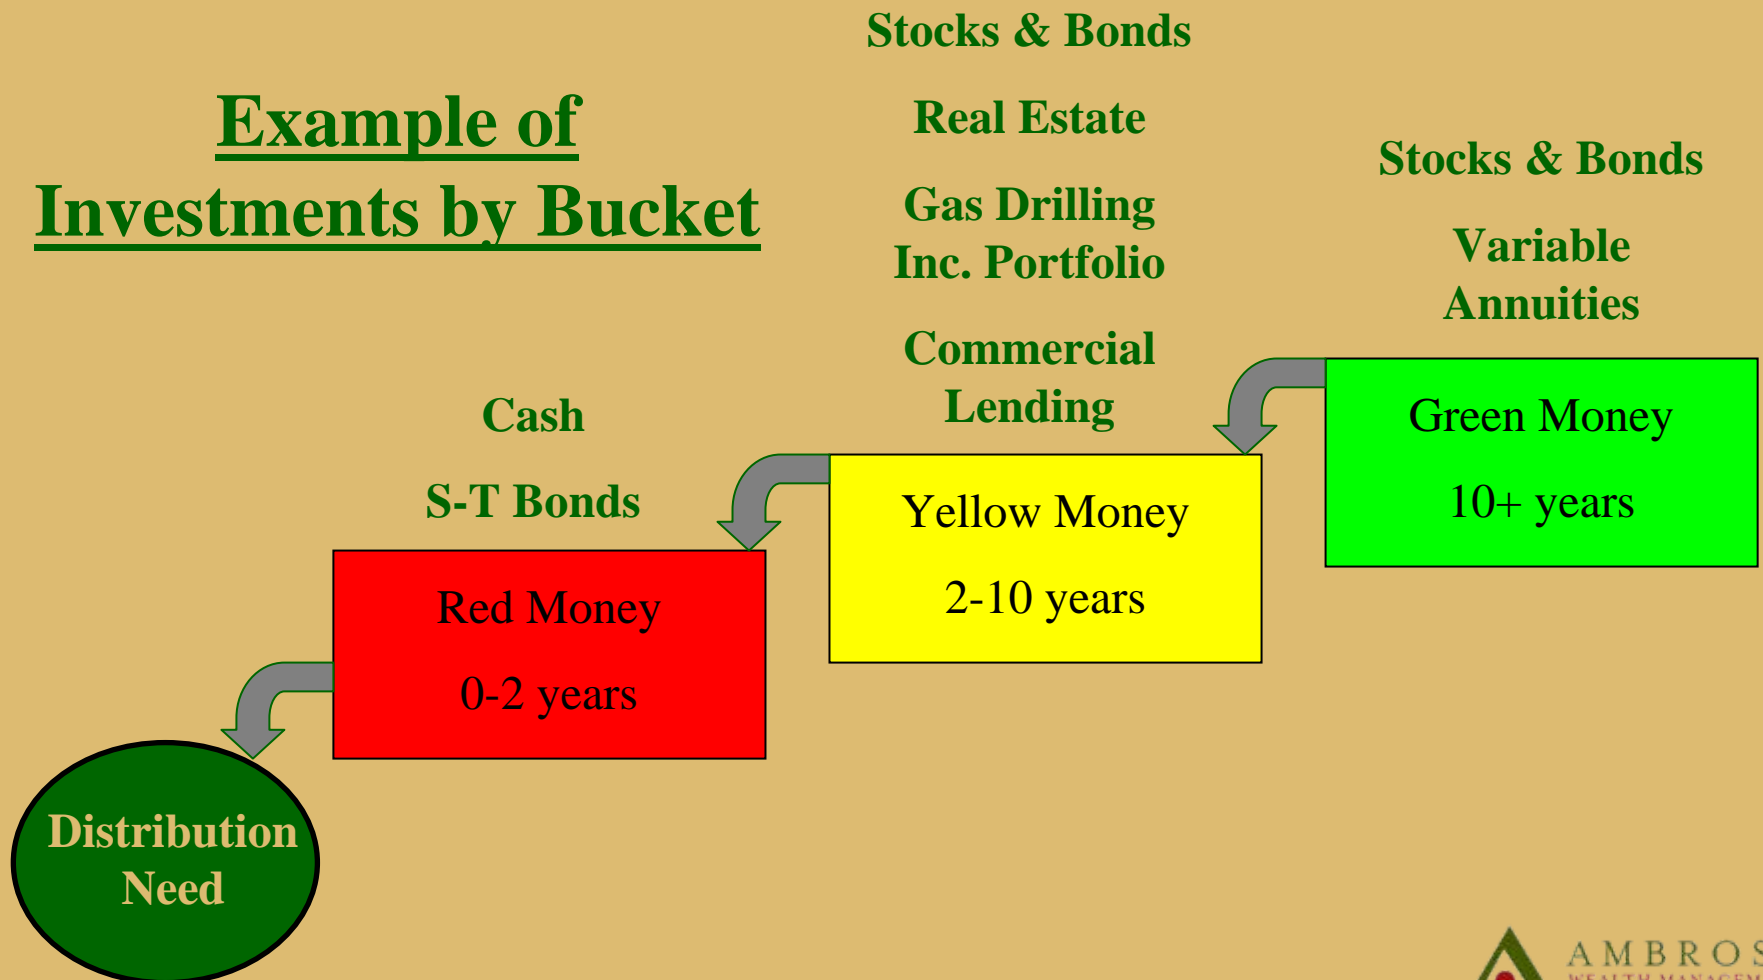 Example of
Investments by Bucket
Stocks & Bonds
Real Estate
Gas Drilling
Inc. Portfolio
Commercial
Lending
Stocks & Bonds
Variable
Annuities
Cash
S-T Bonds
Green Money
10+ years
Yellow Money
2-10 years
Red Money
0-2 years
Distribution
Need
AMBROS